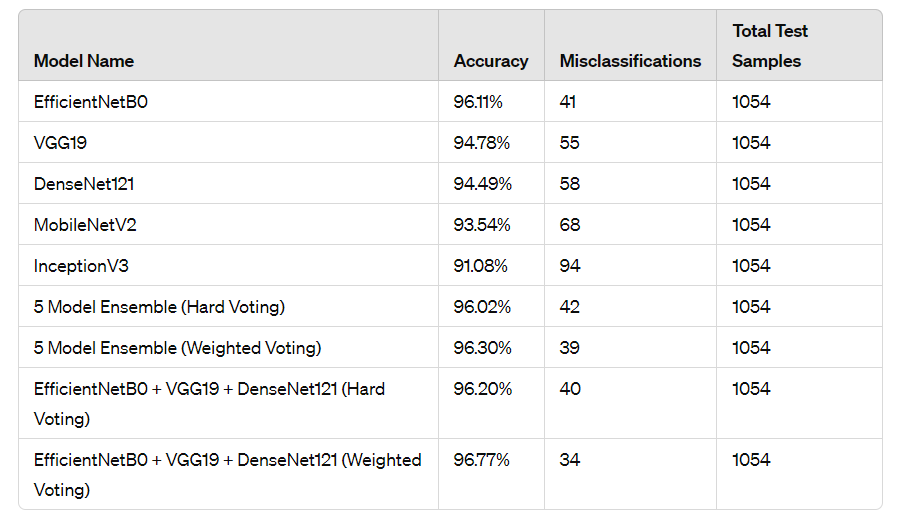 Model Name Accuracy Misclassifications Total Test Samples
EfficientNetB0 96.11% 41 1054
VGG19 94.78% 55 1054
DenseNet121 94.49% 58 1054
MobileNetV2 93.54% 68 1054
InceptionV3 91.08% 94 1054
5 Model Ensemble (Hard Voting) 96.02% 42 1054
5 Model Ensemble (Weighted Voting) 96.30% 39 1054
EfficientNetB0 + VGG19 + DenseNet121 (Hard Voting) 96.20% 40 1054
EfficientNetB0 + VGG19 + DenseNet121 (Weighted Voting) 96.77% 34 1054